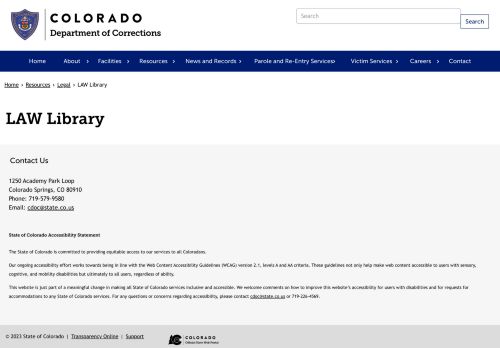 COLORADO
Department of Corrections
Search
Search
Home About › Facilities › Resources › News and Records › Parole and Re-Entry Services › Victim Services › Careers › Contact
Home › Resources › Legal › LAW Library
LAW Library
Contact Us
1250 Academy Park Loop
Colorado Springs, CO 80910
Phone: 719-579-9580
Email: cdoc@state.co.us
State of Colorado Accessibility Statement
The State of Colorado is committed to providing equitable access to our services to all Coloradans.
Our ongoing accessibility effort works towards being in line with the Web Content Accessibility Guidelines (WCAG) version 2.1, levels A and AA criteria. These guidelines not only help make web content accessible to users with sensory,
cognitive, and mobility disabilities but ultimately to all users, regardless of ability.
This website is just part of a meaningful change in making all State of Colorado services inclusive and accessible. We welcome comments on how to improve this website's accessibility for users with disabilities and for requests for
accommodations to any State of Colorado services. For any questions or concerns regarding accessibility, please contact cdoc@state.co.us or 719-226-4569.
© 2023 State of Colorado | Transparency Online | Support
COLORADO
Official State Web Portal